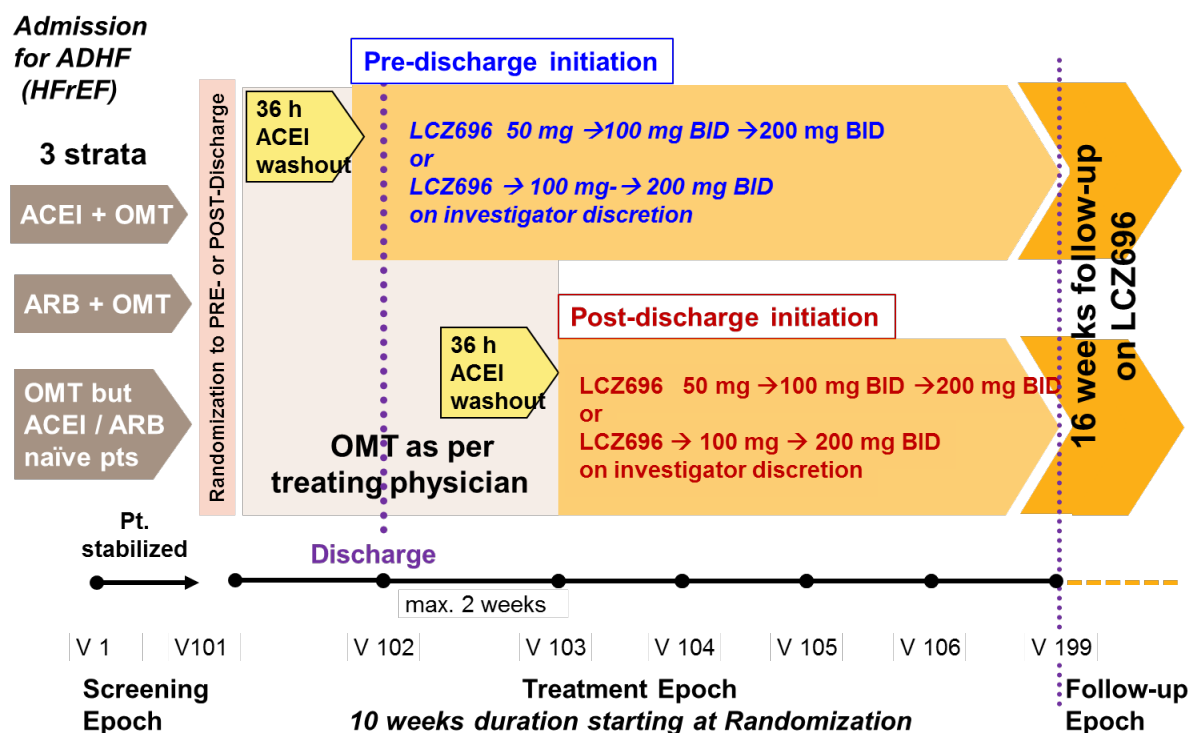 Admission
for ADHF
(HFrEF)
3 strata
ACEI + OMT
ARB + OMT
OMT but
ACEI / ARB
naïve pts
Randomization to PRE- or POST-Discharge
Pre-discharge initiation
36 h
ACEI
washout
LCZ696 50 mg →100 mg BID →200 mg BID
or
LCZ696 → 100 mg-→ 200 mg BID
on investigator discretion
Post-discharge initiation
36 h
ACEI
washout
LCZ696 50 mg →100 mg BID →200 mg BID
or
LCZ696 → 100 mg → 200 mg BID
on investigator discretion
OMT as per
treating physician
16 weeks follow-up
on LCZ696
Pt.
stabilized
Discharge
max. 2 weeks
V 1
V101
V 102
V 103
V 104
V 105
V 106
V 199
Screening
Epoch
Treatment Epoch
10 weeks duration starting at Randomization
Follow-up
Epoch